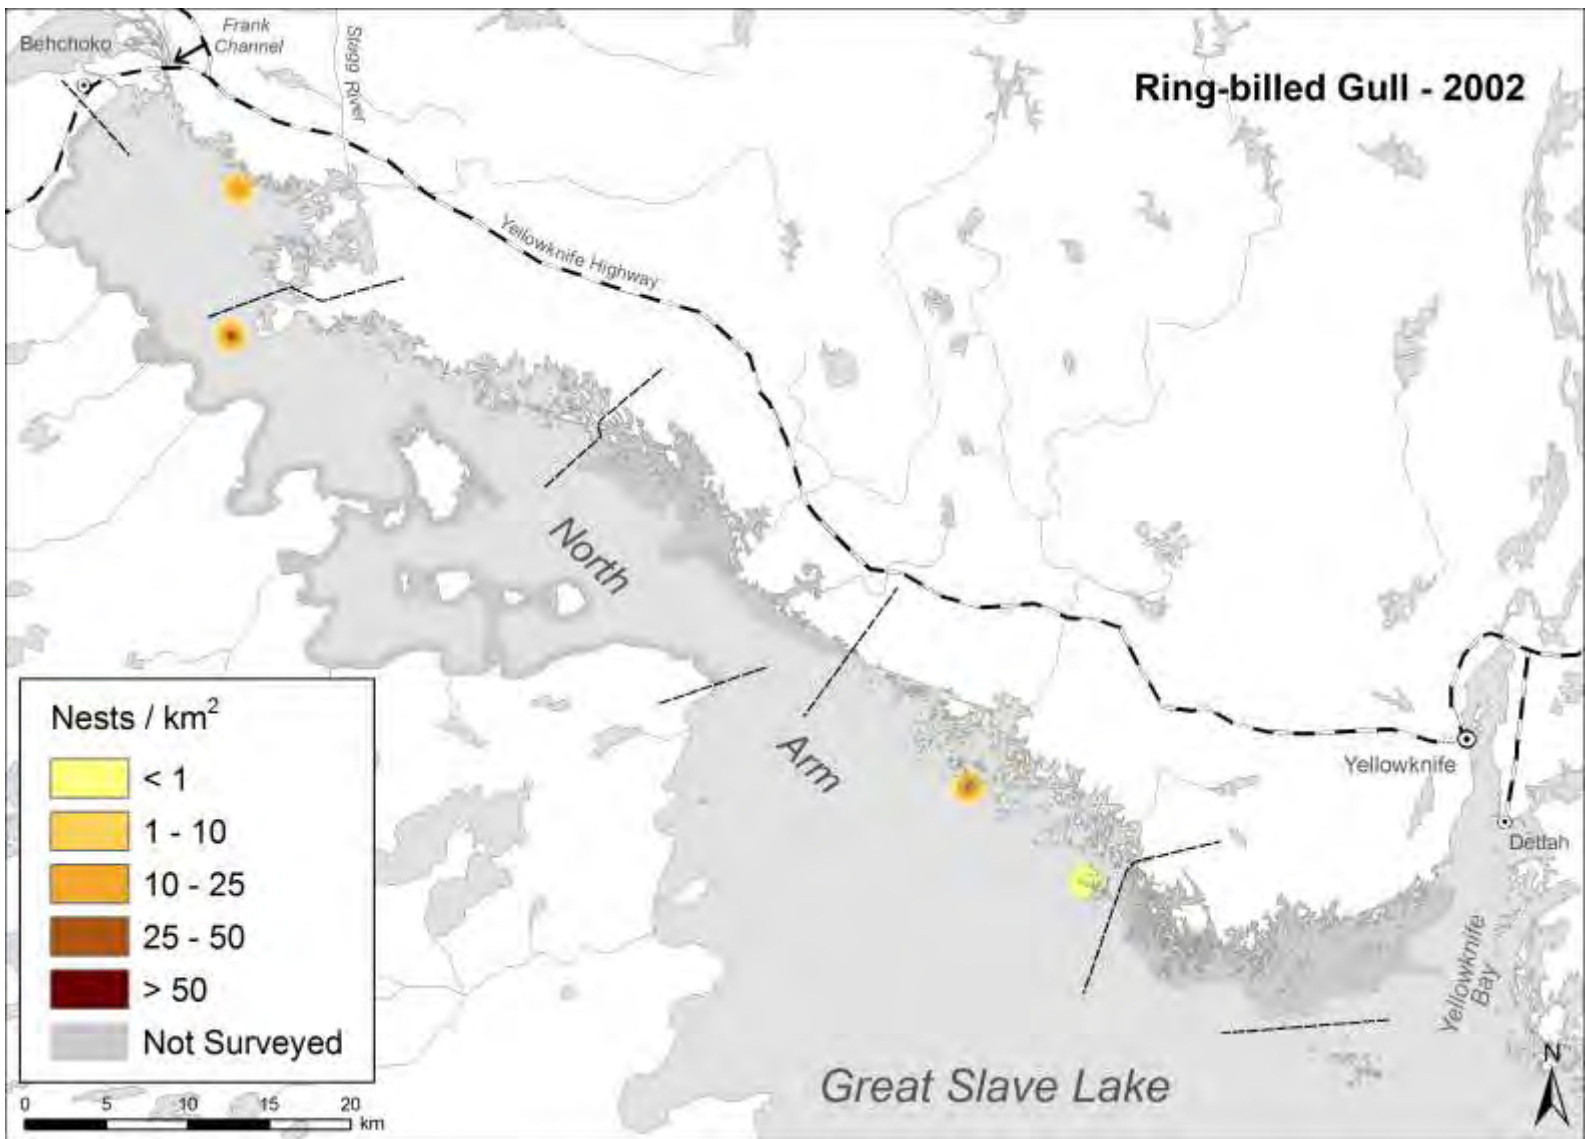 Behchoko
Frank
Channel
Stagg River
Ring-billed Gull - 2002
Yellowknife Highway
North
Arm
Yellowknife
Dettah
Yellowknife
Bay
Great Slave Lake
Nests / km²
< 1
1 - 10
10 - 25
25 - 50
> 50
Not Surveyed
0 5 10 15 20
km
N